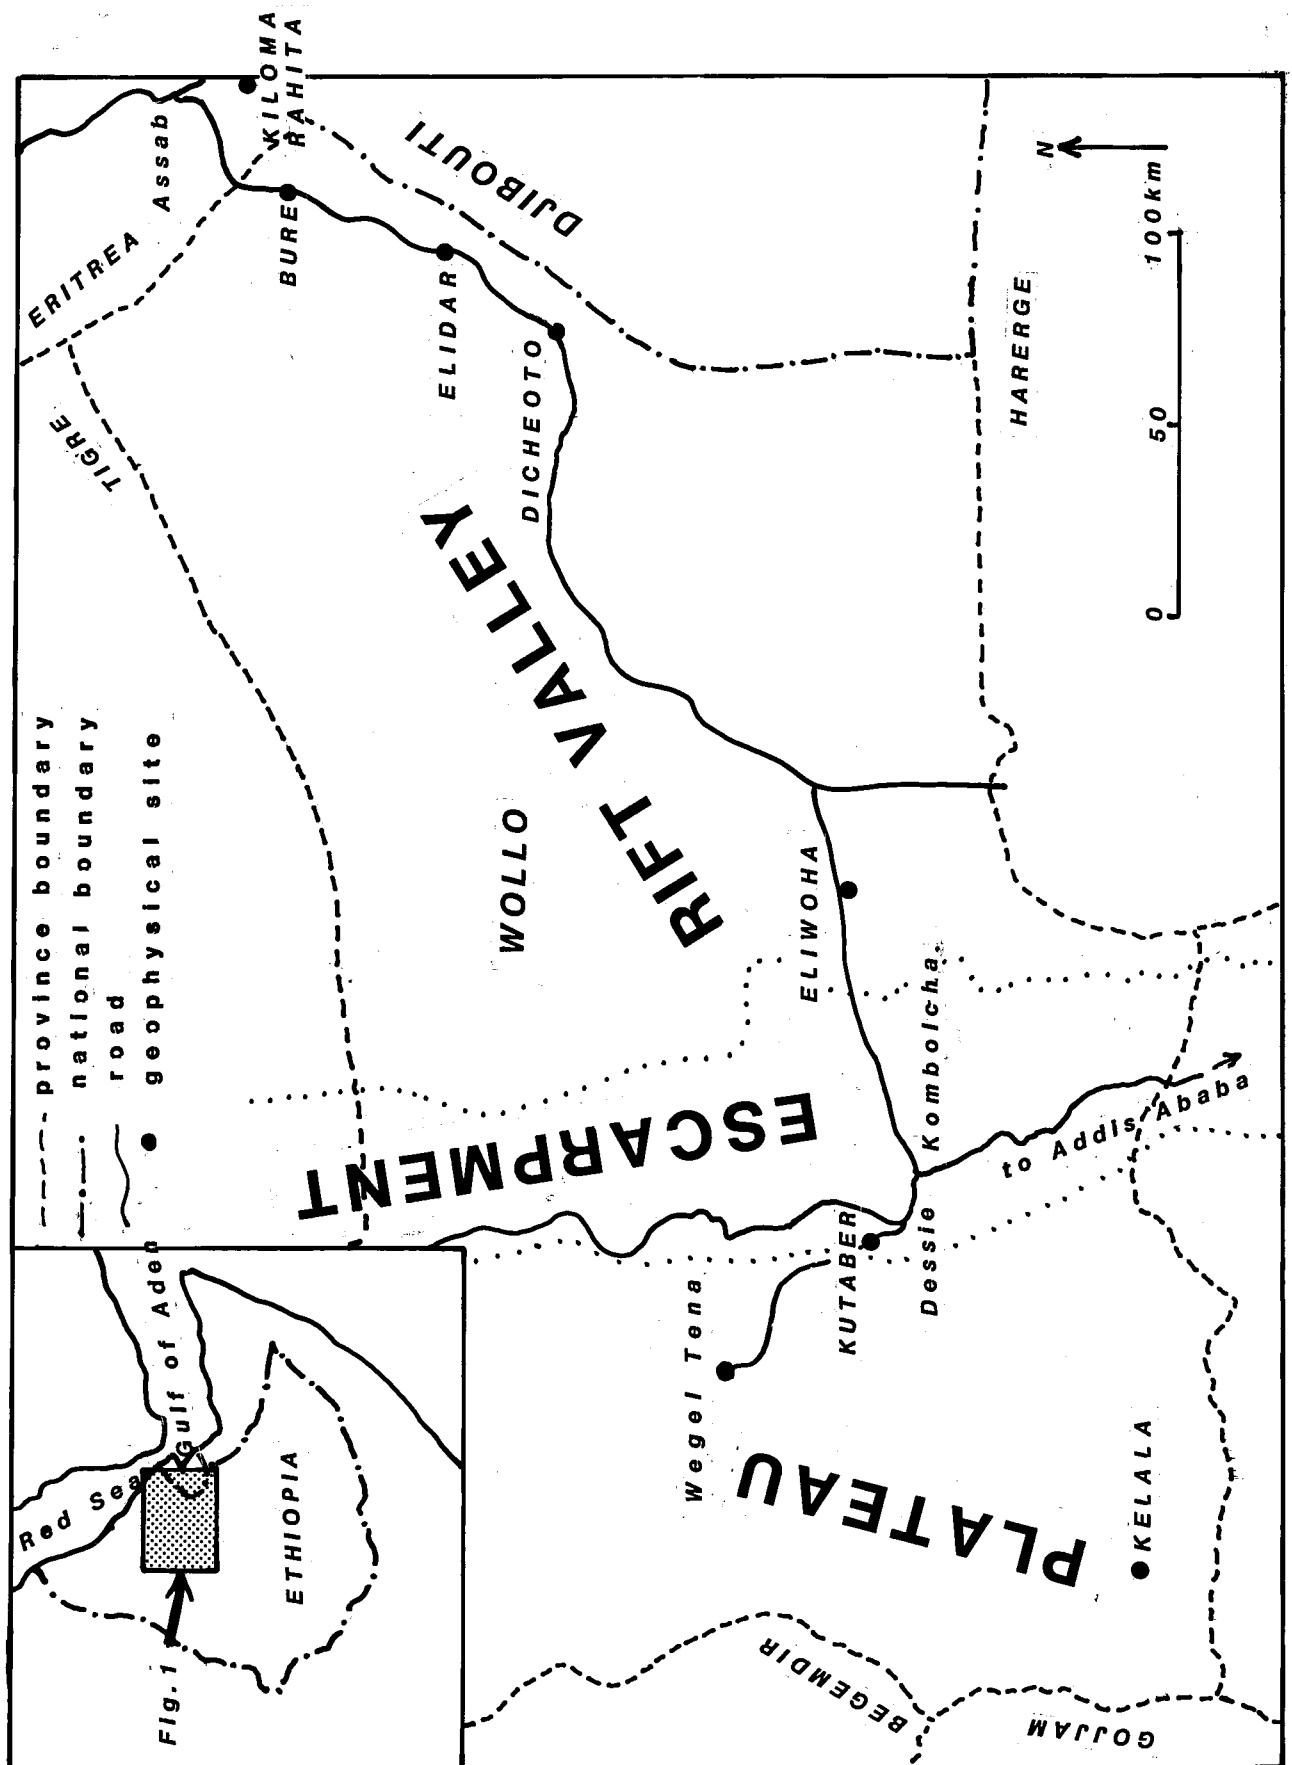 province boundary
national boundary
road
geophysical site
Red Sea
Gulf of Aden
ETHIOPIA
Fig.1
ERITREA
Assab
KILOMA
RAHITA
TIGRE
BURE
DJIBOUTI
ELIDAR
DICHEOTO
RIFT VALLEY
WOLLO
ESCARPMENT
ELIWOHA
Kombolcha
Dessie
KUTABER
Wegel Tena
PLATEAU
KELALA
BEGEMDIR
GOJJAM
to Addis Ababa
HARERGE
N
0 50 100km